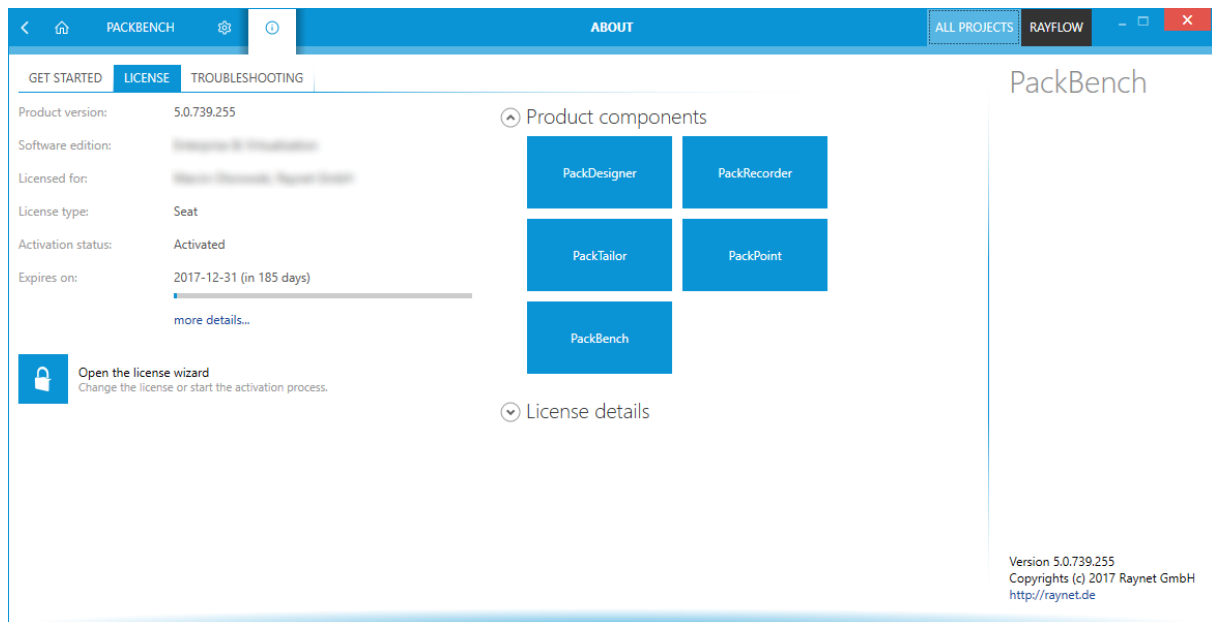 PACKBENCH
ABOUT
ALL PROJECTS
RAYFLOW
GET STARTED
LICENSE
TROUBLESHOOTING
PackBench
Product version:
5.0.739.255
Software edition:
Licensed for:
License type:
Seat
Activation status:
Activated
Expires on:
2017-12-31 (in 185 days)
more details...
Open the license wizard
Change the license or start the activation process.
Product components
PackDesigner
PackRecorder
PackTailor
PackPoint
PackBench
License details
Version 5.0.739.255
Copyrights (c) 2017 Raynet GmbH
http://raynet.de